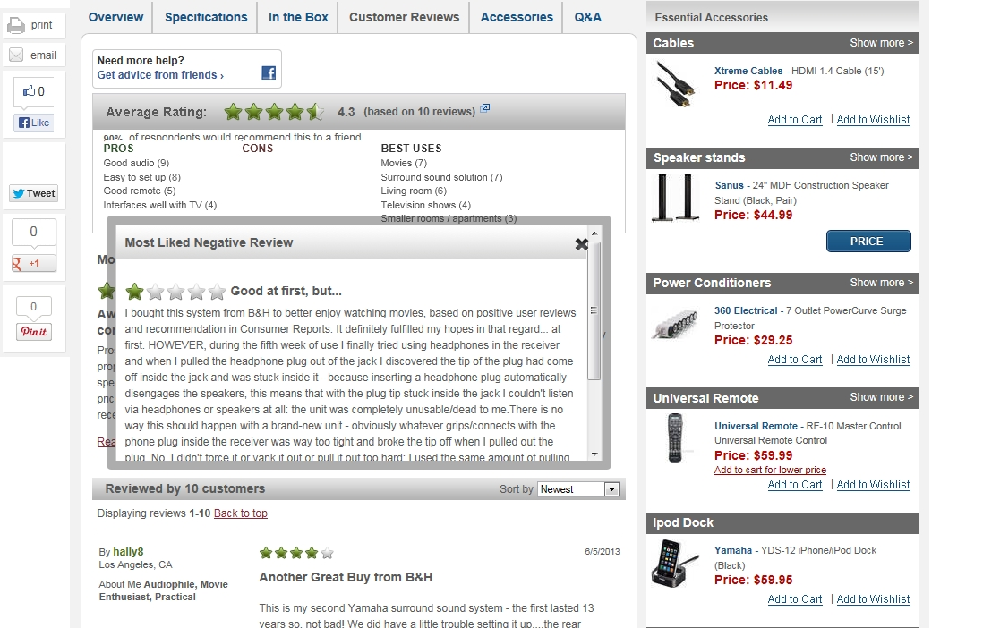 Overview
Specifications
In the Box
Customer Reviews
Accessories
Q&A
print
email
0
Like
Tweet
0
+1
0
Pin it
Need more help?
Get advice from friends ›
Average Rating:
4.3 (based on 10 reviews)
90% of respondents would recommend this to a friend
PROS
Good audio (9)
Easy to set up (8)
Good remote (5)
Interfaces well with TV (4)
CONS
BEST USES
Movies (7)
Surround sound solution (7)
Living room (6)
Television shows (4)
Smaller rooms / apartments (3)
Most Liked Negative Review
Good at first, but...
I bought this system from B&H to better enjoy watching movies, based on positive user reviews
and recommendation in Consumer Reports. It definitely fulfilled my hopes in that regard... at
first. HOWEVER, during the fifth week of use I finally tried using headphones in the receiver
and when I pulled the headphone plug out of the jack I discovered the tip of the plug had come
off inside the jack and was stuck inside it - because inserting a headphone plug automatically
disengages the speakers, this means that with the plug tip stuck inside the jack I couldn't listen
via headphones or speakers at all: the unit was completely unusable/dead to me.There is no
way this should happen with a brand-new unit - obviously whatever grips/connects with the
phone plug inside the receiver was way too tight and broke the tip off when I pulled out the
plug. No, I didn't force it or yank it out or pull it out too hard; I used the same amount of pulling
Reviewed by 10 customers
Sort by Newest
Displaying reviews 1-10 Back to top
By hally8
Los Angeles, CA
About Me Audiophile, Movie
Enthusiast, Practical
6/5/2013
Another Great Buy from B&H
This is my second Yamaha surround sound system - the first lasted 13
years so, not bad! We did have a little trouble setting it up....the rear
Essential Accessories
Cables
Show more >
Xtreme Cables - HDMI 1.4 Cable (15')
Price: $11.49
Add to Cart | Add to Wishlist
Speaker stands
Show more >
Sanus - 24" MDF Construction Speaker
Stand (Black, Pair)
Price: $44.99
PRICE
Power Conditioners
Show more >
360 Electrical - 7 Outlet PowerCurve Surge
Protector
Price: $29.25
Add to Cart | Add to Wishlist
Universal Remote
Show more >
Universal Remote - RF-10 Master Control
Universal Remote Control
Price: $59.99
Add to cart for lower price
Add to Cart | Add to Wishlist
Ipod Dock
Yamaha - YDS-12 iPhone/iPod Dock
(Black)
Price: $59.95
Add to Cart | Add to Wishlist